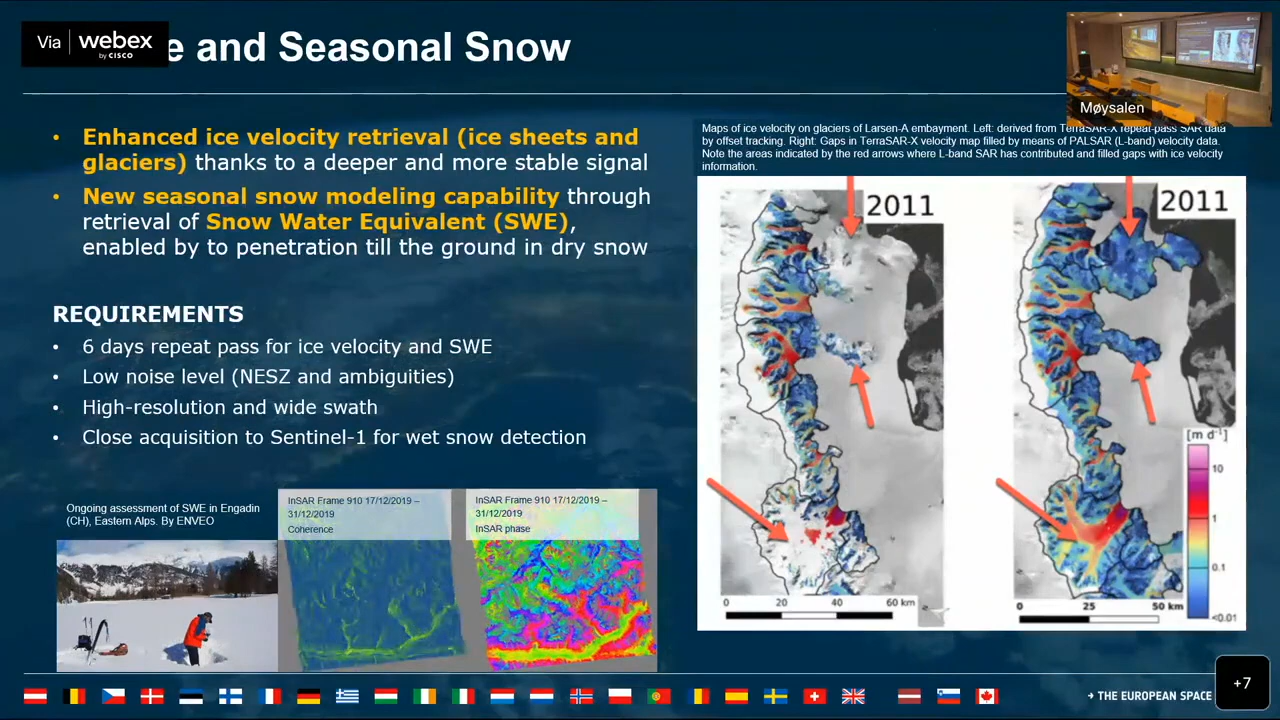 Via webex
by CISCO
e and Seasonal Snow
Møysalen
• Enhanced ice velocity retrieval (ice sheets and
glaciers) thanks to a deeper and more stable signal
• New seasonal snow modeling capability through
retrieval of Snow Water Equivalent (SWE),
enabled by to penetration till the ground in dry snow
REQUIREMENTS
• 6 days repeat pass for ice velocity and SWE
• Low noise level (NESZ and ambiguities)
• High-resolution and wide swath
• Close acquisition to Sentinel-1 for wet snow detection
Ongoing assessment of SWE in Engadin
(CH), Eastern Alps. By ENVEO
InSAR Frame 910 17/12/2019 –
31/12/2019
Coherence
InSAR Frame 910 17/12/2019 –
31/12/2019
InSAR phase
Maps of ice velocity on glaciers of Larsen-A embayment. Left: derived from TerraSAR-X repeat-pass SAR data
by offset tracking. Right: Gaps in TerraSAR-X velocity map filled by means of PALSAR (L-band) velocity data.
Note the areas indicated by the red arrows where L-band SAR has contributed and filled gaps with ice velocity
information.
2011
0 20 40 60 km
2011
[m d⁻¹]
10
1
0.1
<0.01
0 25 50 km
→ THE EUROPEAN SPACE
+7